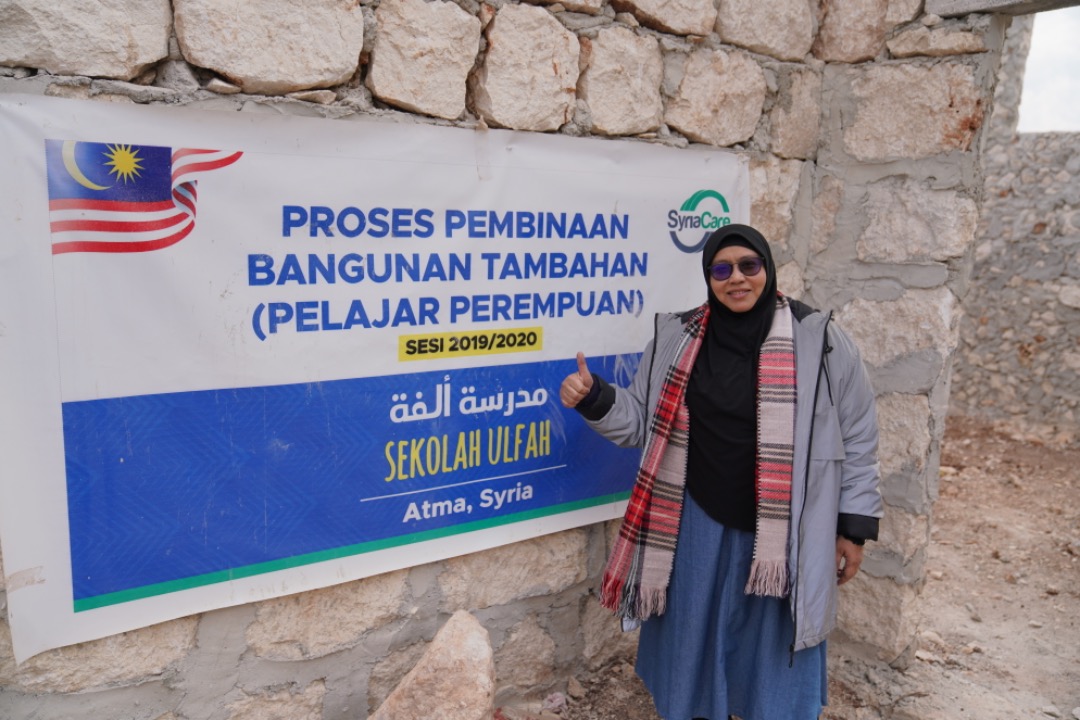 SyriaCare
PROSES PEMBINAAN
BANGUNAN TAMBAHAN
(PELAJAR PEREMPUAN)
SESI 2019/2020
مدرسة ألفة
SEKOLAH ULFAH
Atma, Syria